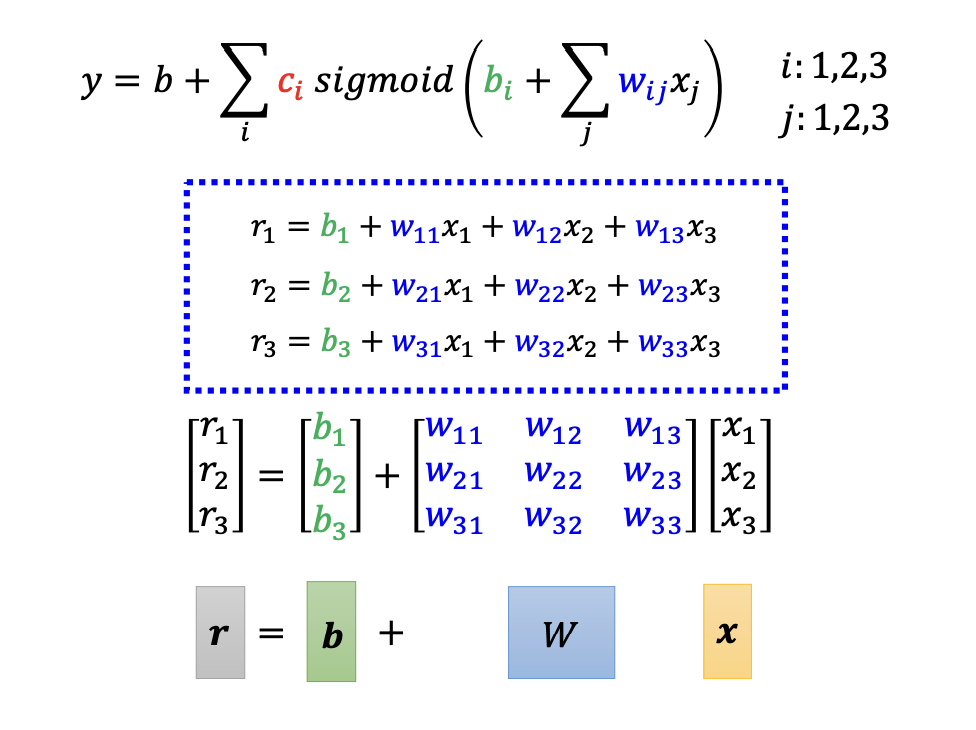 y = b + ∑ᵢ cᵢ sigmoid (bᵢ + ∑ⱼ wᵢⱼxⱼ) i: 1,2,3
j: 1,2,3
r₁ = b₁ + w₁₁x₁ + w₁₂x₂ + w₁₃x₃
r₂ = b₂ + w₂₁x₁ + w₂₂x₂ + w₂₃x₃
r₃ = b₃ + w₃₁x₁ + w₃₂x₂ + w₃₃x₃
[r₁] [b₁] [w₁₁ w₁₂ w₁₃] [x₁]
[r₂] = [b₂] + [w₂₁ w₂₂ w₂₃] [x₂]
[r₃] [b₃] [w₃₁ w₃₂ w₃₃] [x₃]
r = b + W x